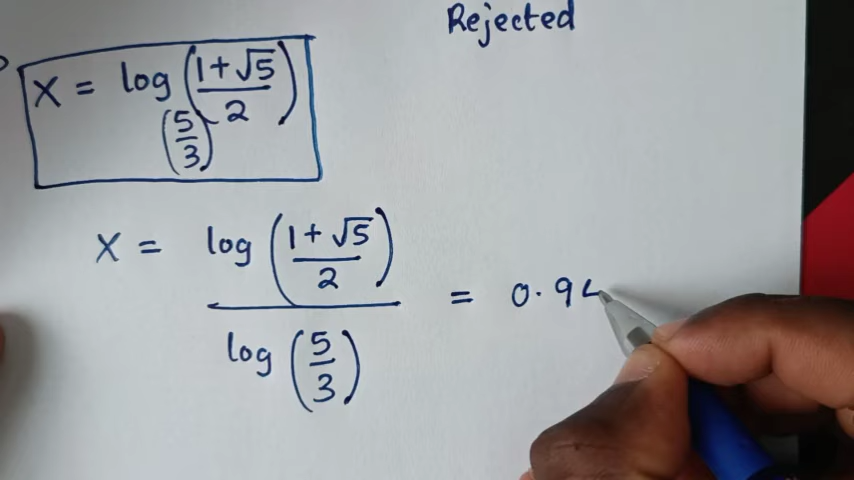 Rejected
X = log_(5/3) ((1+√5)/2)
X = log((1+√5)/2) / log(5/3) = 0.94